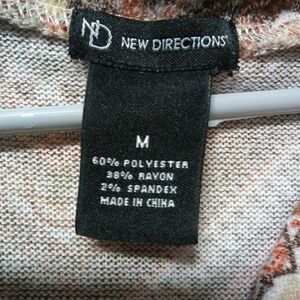 ND NEW DIRECTIONS®
M
60% POLYESTER
38% RAYON
2% SPANDEX
MADE IN CHINA